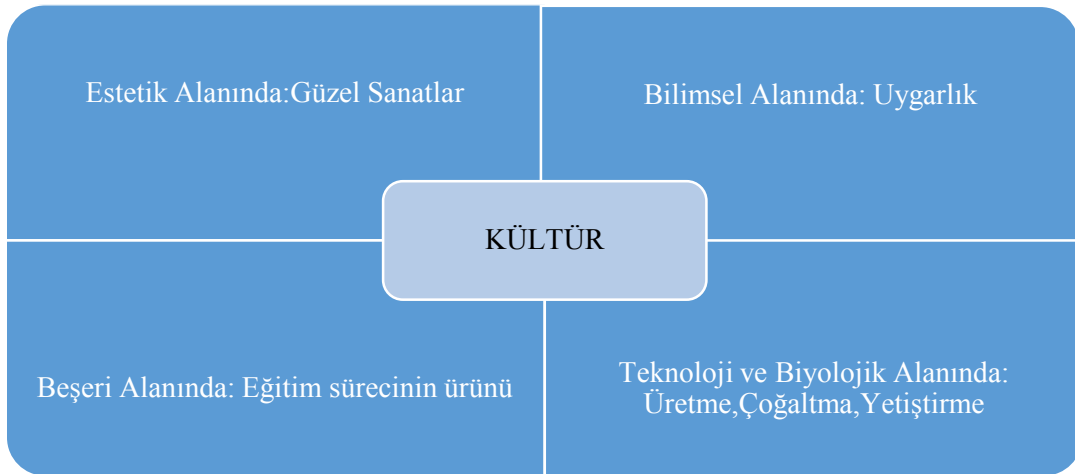 Estetik Alanında:Güzel Sanatlar
Bilimsel Alanında: Uygarlık
KÜLTÜR
Beşeri Alanında: Eğitim sürecinin ürünü
Teknoloji ve Biyolojik Alanında:
Üretme,Çoğaltma,Yetiştirme